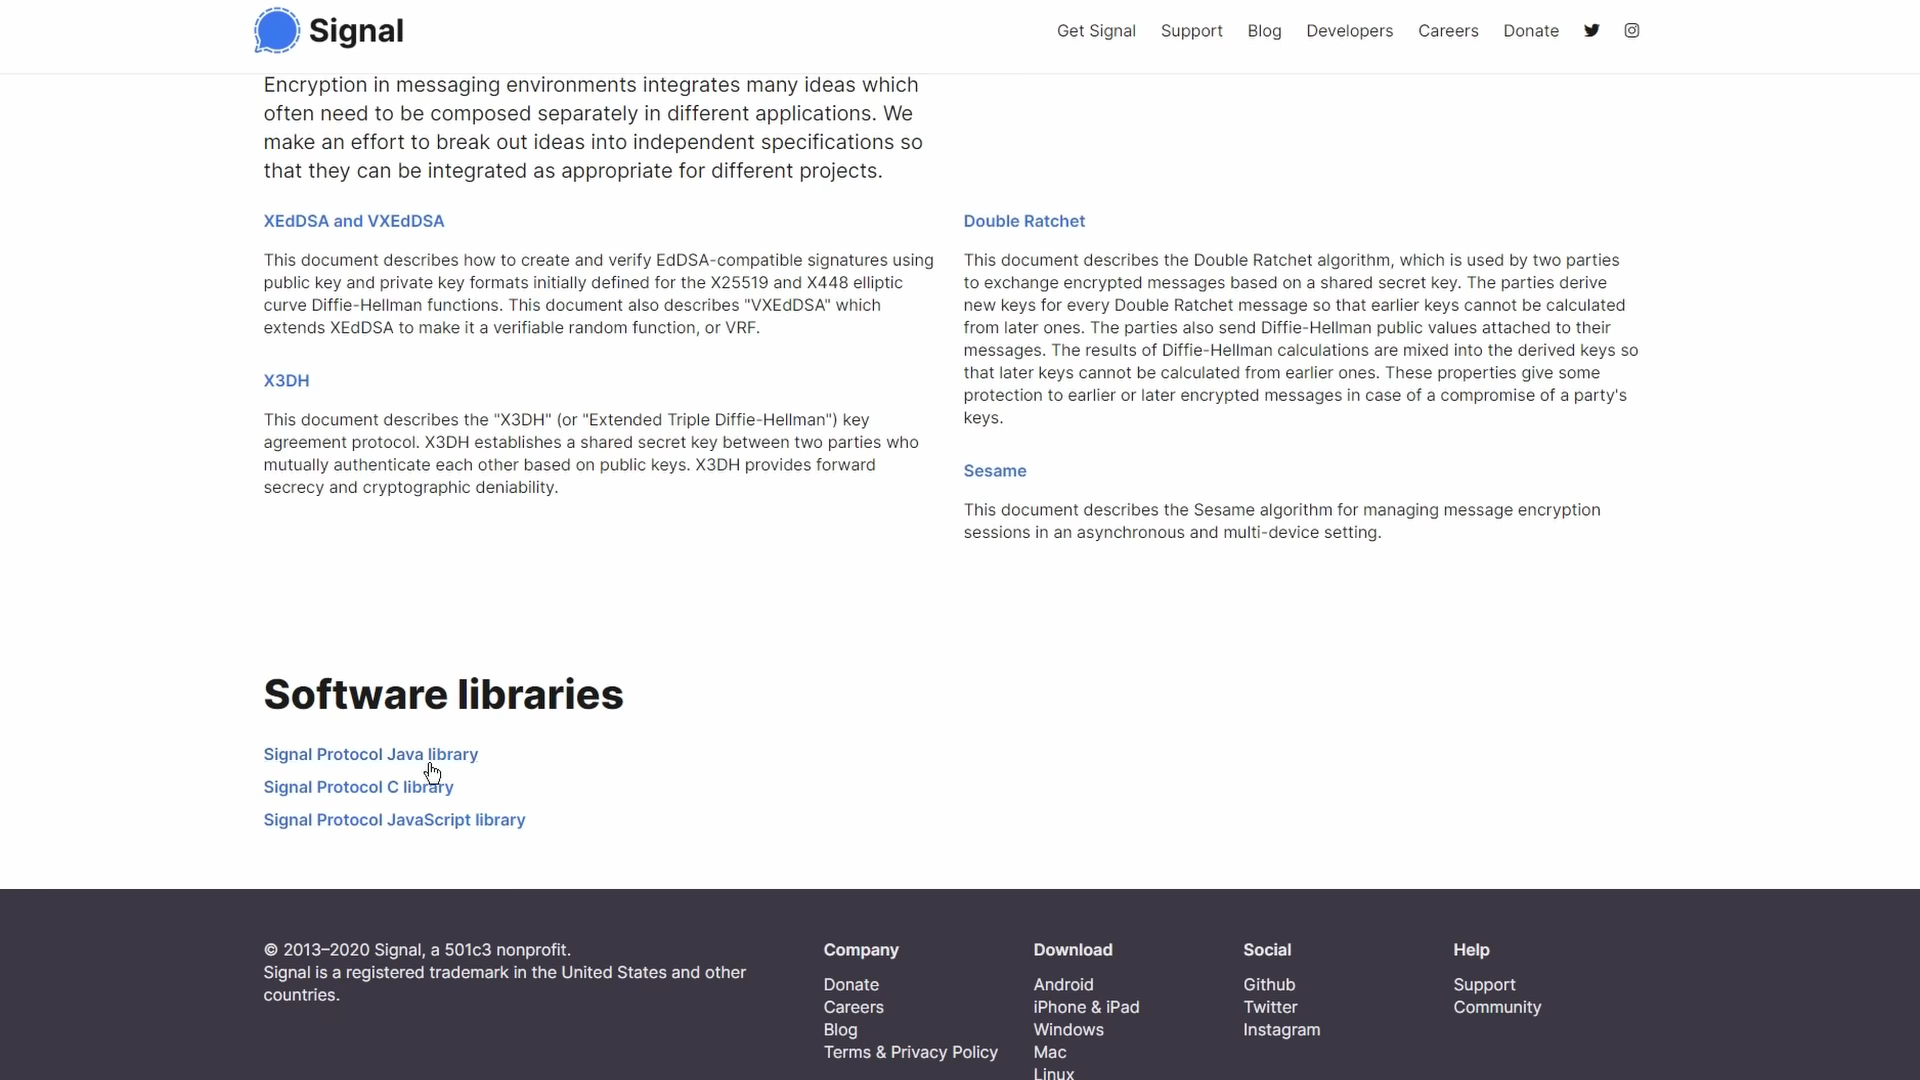 Signal
Get Signal Support Blog Developers Careers Donate
Encryption in messaging environments integrates many ideas which
often need to be composed separately in different applications. We
make an effort to break out ideas into independent specifications so
that they can be integrated as appropriate for different projects.
XEdDSA and VXEdDSA
This document describes how to create and verify EdDSA-compatible signatures using
public key and private key formats initially defined for the X25519 and X448 elliptic
curve Diffie-Hellman functions. This document also describes "VXEdDSA" which
extends XEdDSA to make it a verifiable random function, or VRF.
X3DH
This document describes the "X3DH" (or "Extended Triple Diffie-Hellman") key
agreement protocol. X3DH establishes a shared secret key between two parties who
mutually authenticate each other based on public keys. X3DH provides forward
secrecy and cryptographic deniability.
Double Ratchet
This document describes the Double Ratchet algorithm, which is used by two parties
to exchange encrypted messages based on a shared secret key. The parties derive
new keys for every Double Ratchet message so that earlier keys cannot be calculated
from later ones. The parties also send Diffie-Hellman public values attached to their
messages. The results of Diffie-Hellman calculations are mixed into the derived keys so
that later keys cannot be calculated from earlier ones. These properties give some
protection to earlier or later encrypted messages in case of a compromise of a party's
keys.
Sesame
This document describes the Sesame algorithm for managing message encryption
sessions in an asynchronous and multi-device setting.
Software libraries
Signal Protocol Java library
Signal Protocol C library
Signal Protocol JavaScript library
© 2013–2020 Signal, a 501c3 nonprofit.
Signal is a registered trademark in the United States and other
countries.
Company
Donate
Careers
Blog
Terms & Privacy Policy
Download
Android
iPhone & iPad
Windows
Mac
Linux
Social
Github
Twitter
Instagram
Help
Support
Community